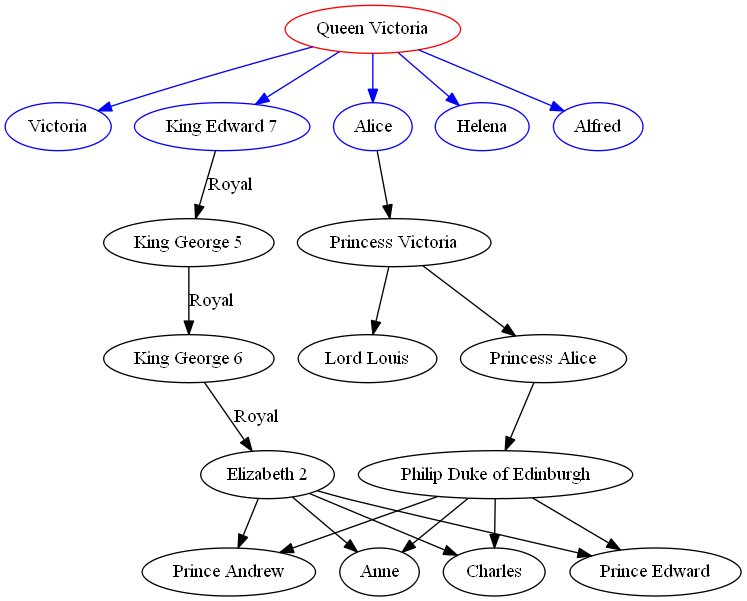 Queen Victoria
Victoria
King Edward 7
Alice
Helena
Alfred
Royal
King George 5
Princess Victoria
Royal
King George 6
Lord Louis
Princess Alice
Royal
Elizabeth 2
Philip Duke of Edinburgh
Prince Andrew
Anne
Charles
Prince Edward